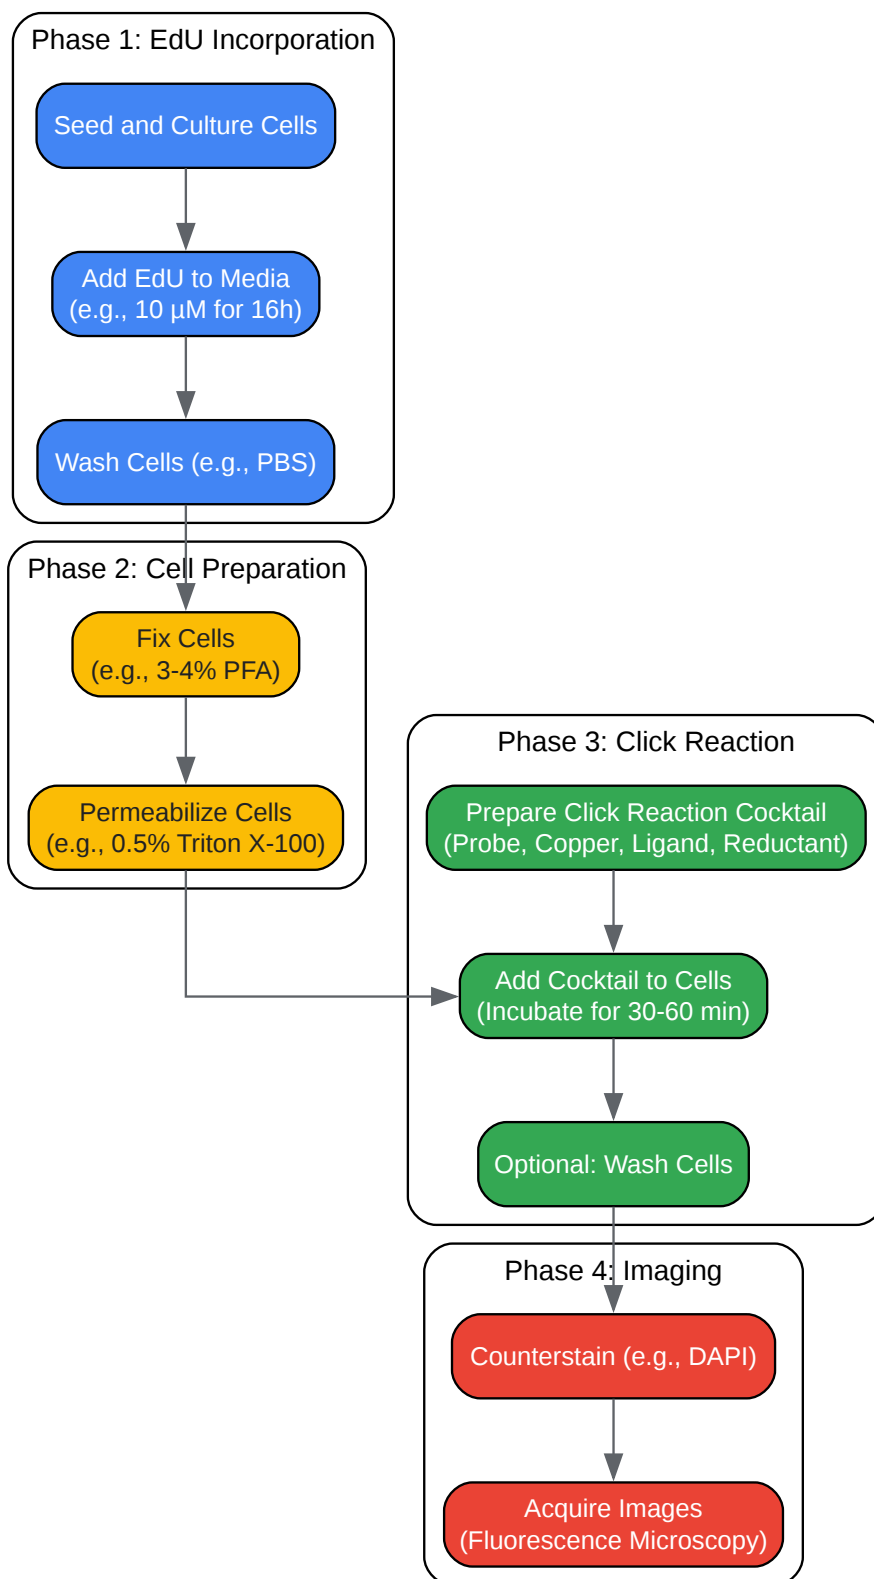 Phase 1: EdU Incorporation
Seed and Culture Cells
Add EdU to Media
(e.g., 10 µM for 16h)
Wash Cells (e.g., PBS)
Phase 2: Cell Preparation
Fix Cells
(e.g., 3-4% PFA)
Permeabilize Cells
(e.g., 0.5% Triton X-100)
Phase 3: Click Reaction
Prepare Click Reaction Cocktail
(Probe, Copper, Ligand, Reductant)
Add Cocktail to Cells
(Incubate for 30-60 min)
Optional: Wash Cells
Phase 4: Imaging
Counterstain (e.g., DAPI)
Acquire Images
(Fluorescence Microscopy)